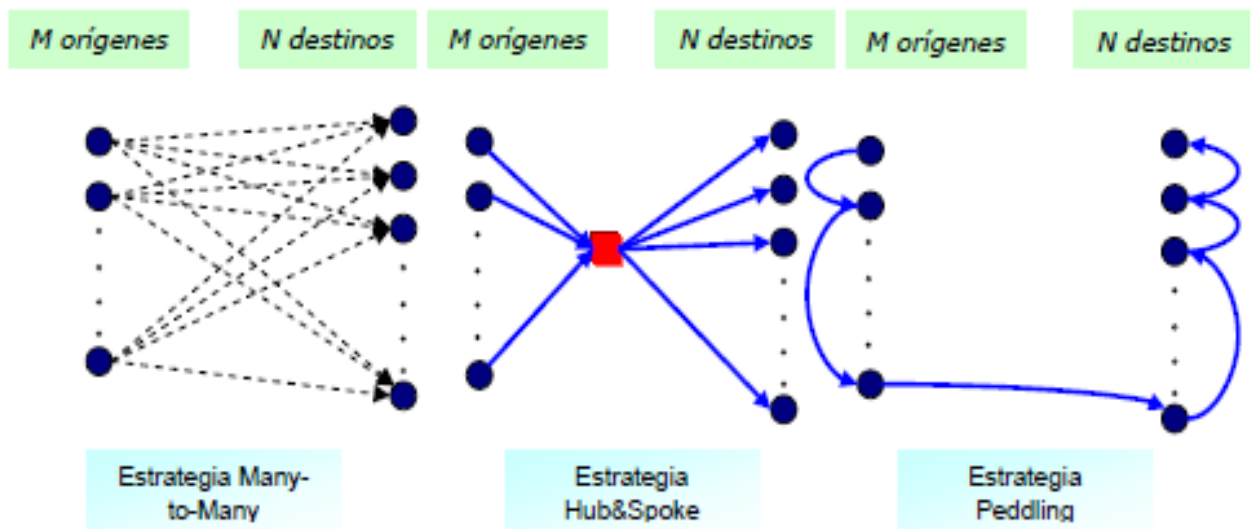 M orígenes
N destinos
M orígenes
N destinos
M orígenes
N destinos
Estrategia Many-
to-Many
Estrategia
Hub&Spoke
Estrategia
Peddling